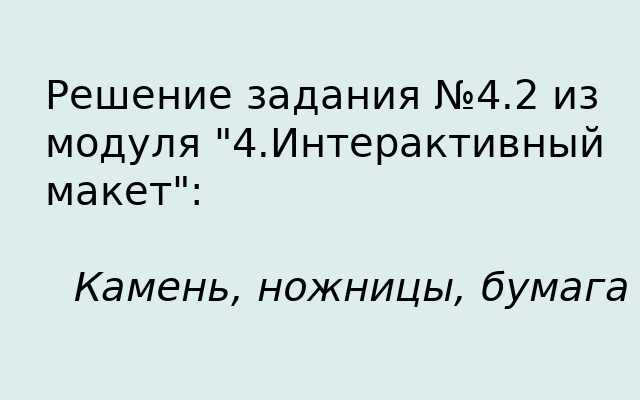 Решение задания №4.2 из
модуля "4.Интерактивный
макет":
Камень, ножницы, бумага